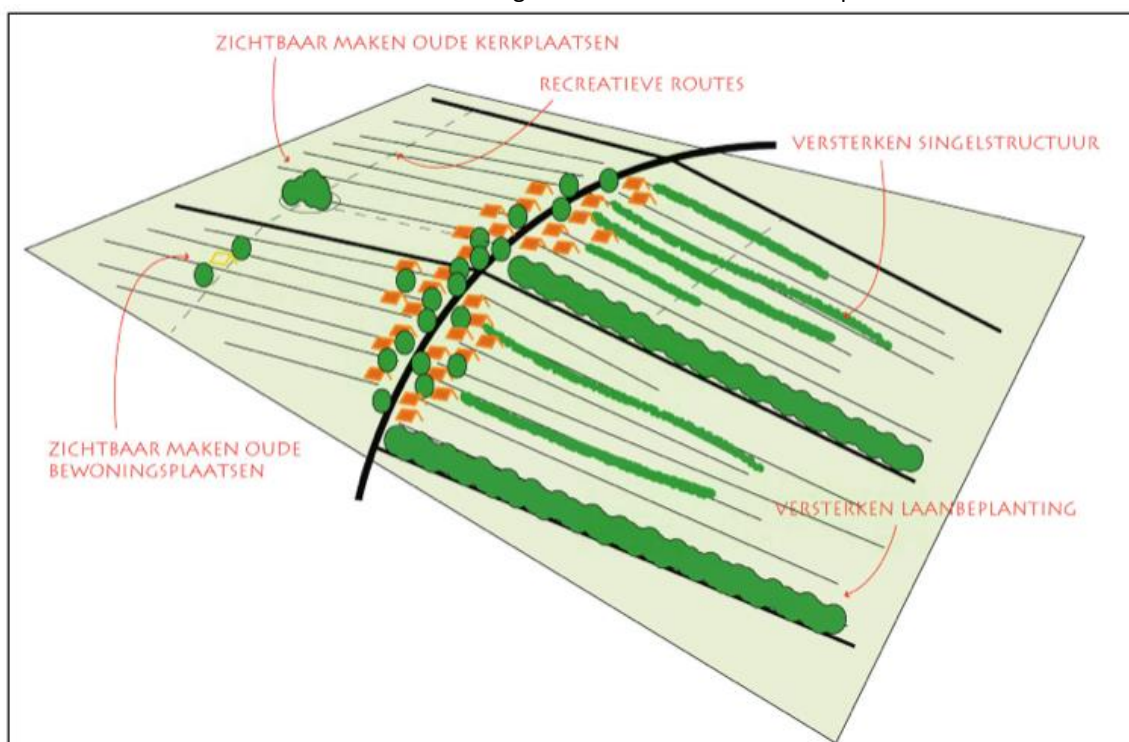 ZICHTBAAR MAKEN OUDE KERKPLAATSEN
RECREATIEVE ROUTES
VERSTERKEN SINGELSTRUCTUUR
ZICHTBAAR MAKEN OUDE
BEWONINGSPLAATSEN
VERSTERKEN LAANBEPLANTING